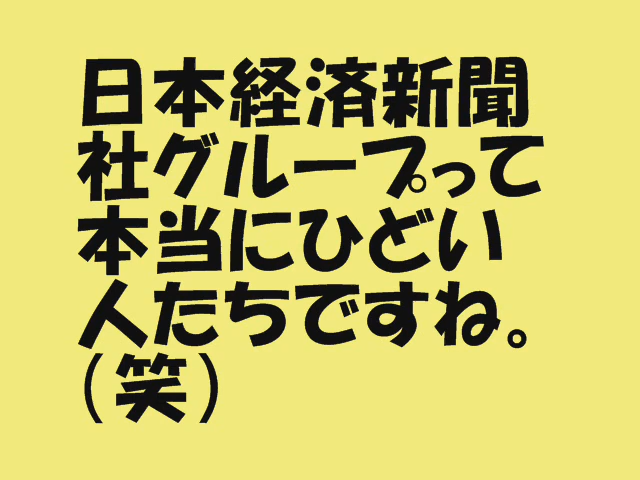 日本経済新聞
社グループって
本当にひどい
人たちですね。
（笑）